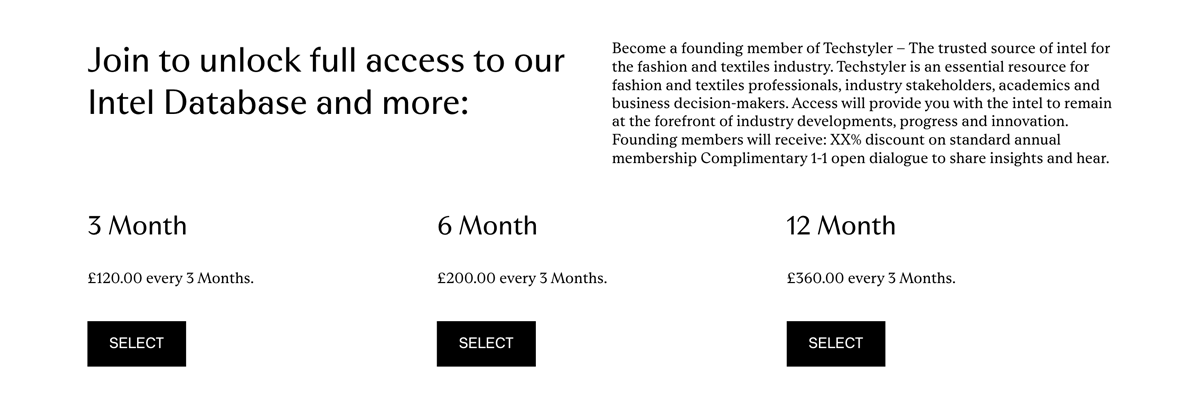 Join to unlock full access to our
Intel Database and more:
Become a founding member of Techstyler – The trusted source of intel for
the fashion and textiles industry. Techstyler is an essential resource for
fashion and textiles professionals, industry stakeholders, academics and
business decision-makers. Access will provide you with the intel to remain
at the forefront of industry developments, progress and innovation.
Founding members will receive: XX% discount on standard annual
membership Complimentary 1-1 open dialogue to share insights and hear.
3 Month
£120.00 every 3 Months.
SELECT
6 Month
£200.00 every 3 Months.
SELECT
12 Month
£360.00 every 3 Months.
SELECT